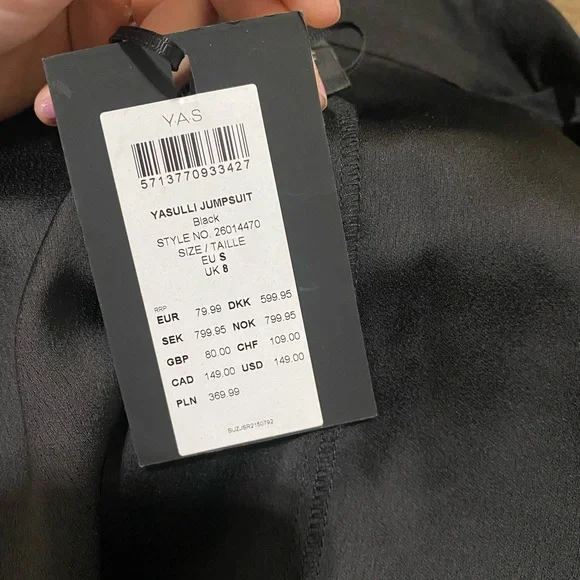 Y.A.S
5713770933427
YASULLI JUMPSUIT
Black
STYLE NO. 26014470
SIZE / TAILLE
EU S
UK 8
RRP
EUR 79.99 DKK 599.95
SEK 799.95 NOK 799.95
GBP 80.00 CHF 109.00
CAD 149.00 USD 149.00
PLN 369.99